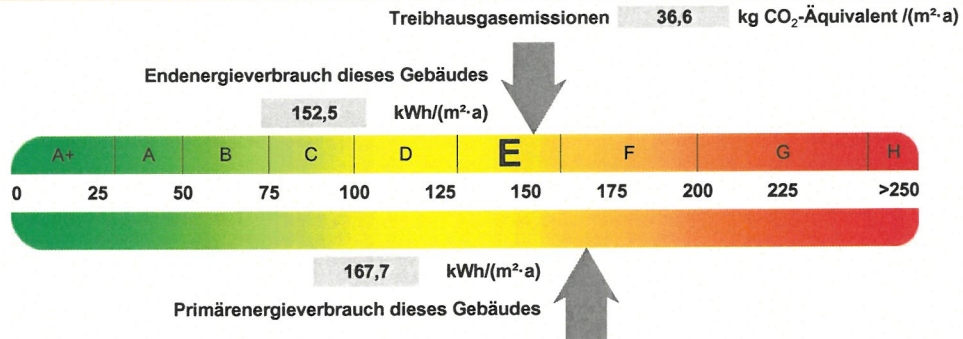 Treibhausgasemissionen 36,6 kg CO₂-Äquivalent /(m²·a)
Endenergieverbrauch dieses Gebäudes
152,5 kWh/(m²·a)
A+ A B C D E F G H
0 25 50 75 100 125 150 175 200 225 >250
167,7 kWh/(m²·a)
Primärenergieverbrauch dieses Gebäudes